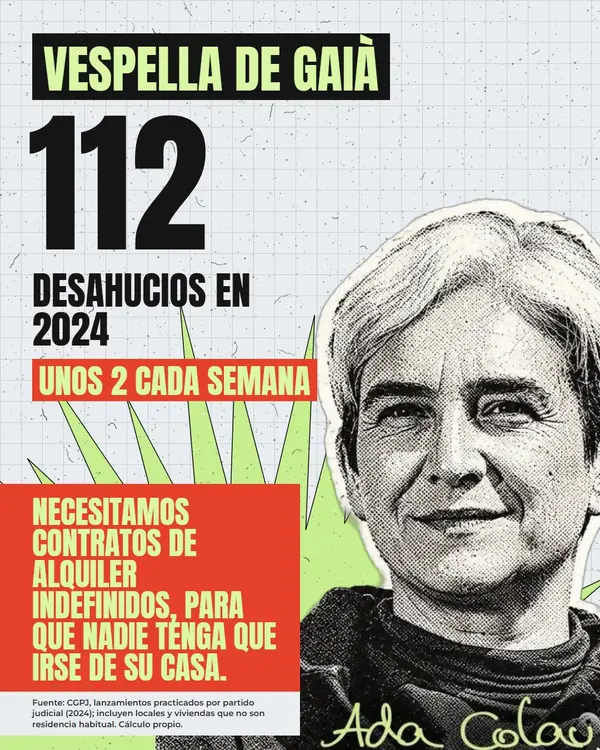 VESPELLA DE GAIÀ
112
DESAHUCIOS EN
2024
UNOS 2 CADA SEMANA
NECESITAMOS
CONTRATOS DE
ALQUILER
INDEFINIDOS, PARA
QUE NADIE TENGA QUE
IRSE DE SU CASA.
Fuente: CGPJ, lanzamientos practicados por partido
judicial (2024); incluyen locales y viviendas que no son
residencia habitual. Cálculo propio.
Ada Colau